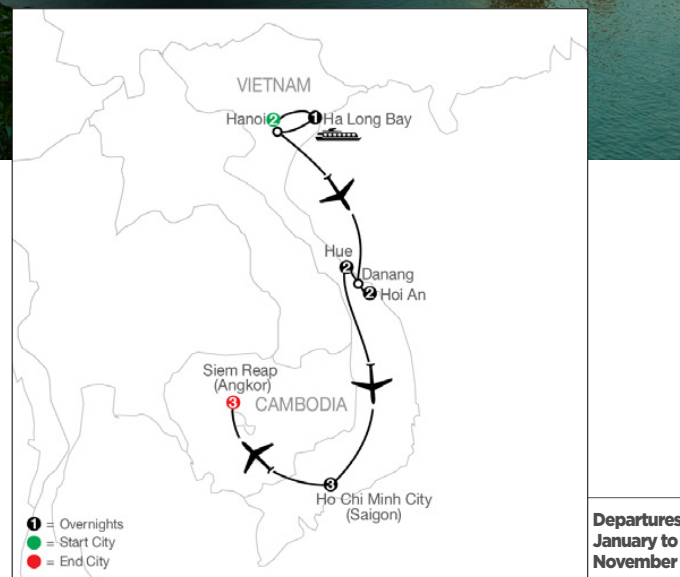 VIETNAM
Hanoi 2
1 Ha Long Bay
Hue
2
Danang
2 Hoi An
Siem Reap
(Angkor)
3
CAMBODIA
3
Ho Chi Minh City
(Saigon)
1 = Overnights
= Start City
= End City
Departures
January to
November